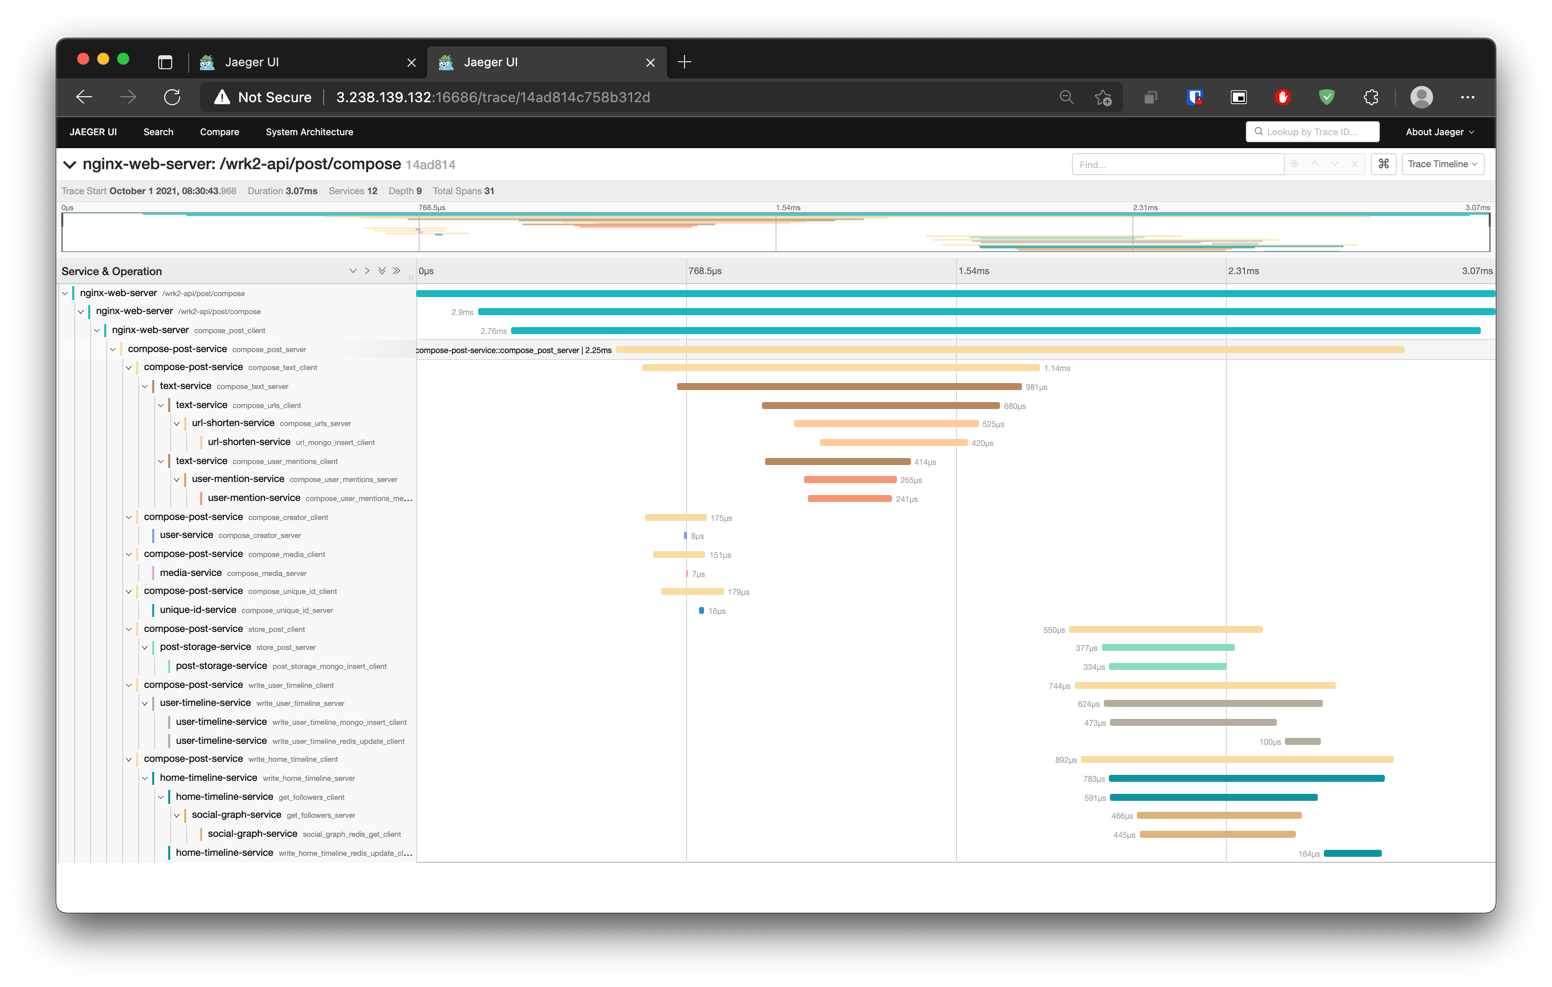 Jaeger UI
Jaeger UI
Not Secure 3.238.139.132:16686/trace/14ad814c758b312d
JAEGER UI Search Compare System Architecture Lookup by Trace ID... About Jaeger
nginx-web-server: /wrk2-api/post/compose 14ad814 Find... ⌘ Trace Timeline
Trace Start October 1 2021, 08:30:43.968 Duration 3.07ms Services 12 Depth 9 Total Spans 31
0μs 768.5μs 1.54ms 2.31ms 3.07ms
Service & Operation 0μs 768.5μs 1.54ms 2.31ms 3.07ms
nginx-web-server /wrk2-api/post/compose
nginx-web-server /wrk2-api/post/compose 2.9ms
nginx-web-server compose_post_client 2.76ms
compose-post-service compose_post_server compose-post-service::compose_post_server | 2.25ms
compose-post-service compose_text_client 1.14ms
text-service compose_text_server 981μs
text-service compose_urls_client 680μs
url-shorten-service compose_urls_server 525μs
url-shorten-service url_mongo_insert_client 420μs
text-service compose_user_mentions_client 414μs
user-mention-service compose_user_mentions_server 265μs
user-mention-service compose_user_mentions_me... 241μs
compose-post-service compose_creator_client 175μs
user-service compose_creator_server 8μs
compose-post-service compose_media_client 151μs
media-service compose_media_server 7μs
compose-post-service compose_unique_id_client 179μs
unique-id-service compose_unique_id_server 16μs
compose-post-service store_post_client 550μs
post-storage-service store_post_server 377μs
post-storage-service post_storage_mongo_insert_client 334μs
compose-post-service write_user_timeline_client 744μs
user-timeline-service write_user_timeline_server 624μs
user-timeline-service write_user_timeline_mongo_insert_client 473μs
user-timeline-service write_user_timeline_redis_update_client 100μs
compose-post-service write_home_timeline_client 892μs
home-timeline-service write_home_timeline_server 783μs
home-timeline-service get_followers_client 591μs
social-graph-service get_followers_server 466μs
social-graph-service social_graph_redis_get_client 445μs
home-timeline-service write_home_timeline_redis_update_cl... 164μs